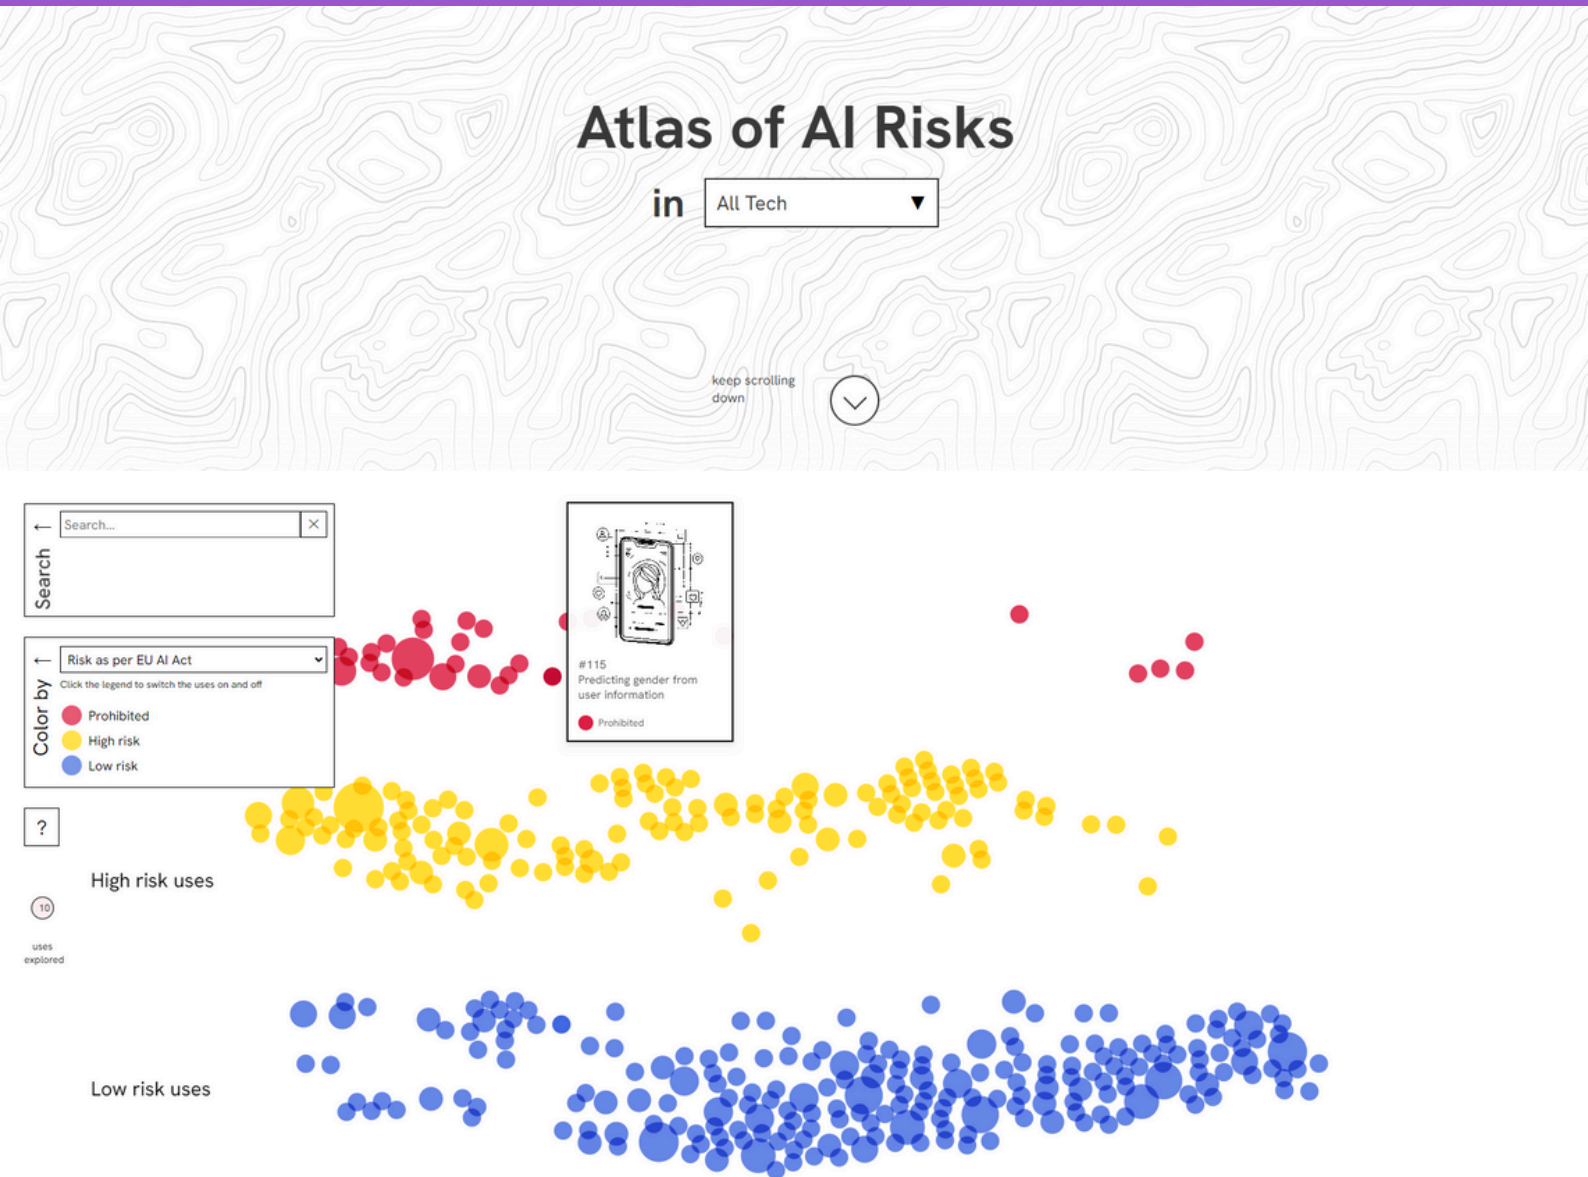 Atlas of AI Risks
in All Tech
keep scrolling
down
Search...
Search
Risk as per EU AI Act
Click the legend to switch the uses on and off
Color by
Prohibited
High risk
Low risk
#115
Predicting gender from
user information
Prohibited
?
High risk uses
10
uses
explored
Low risk uses